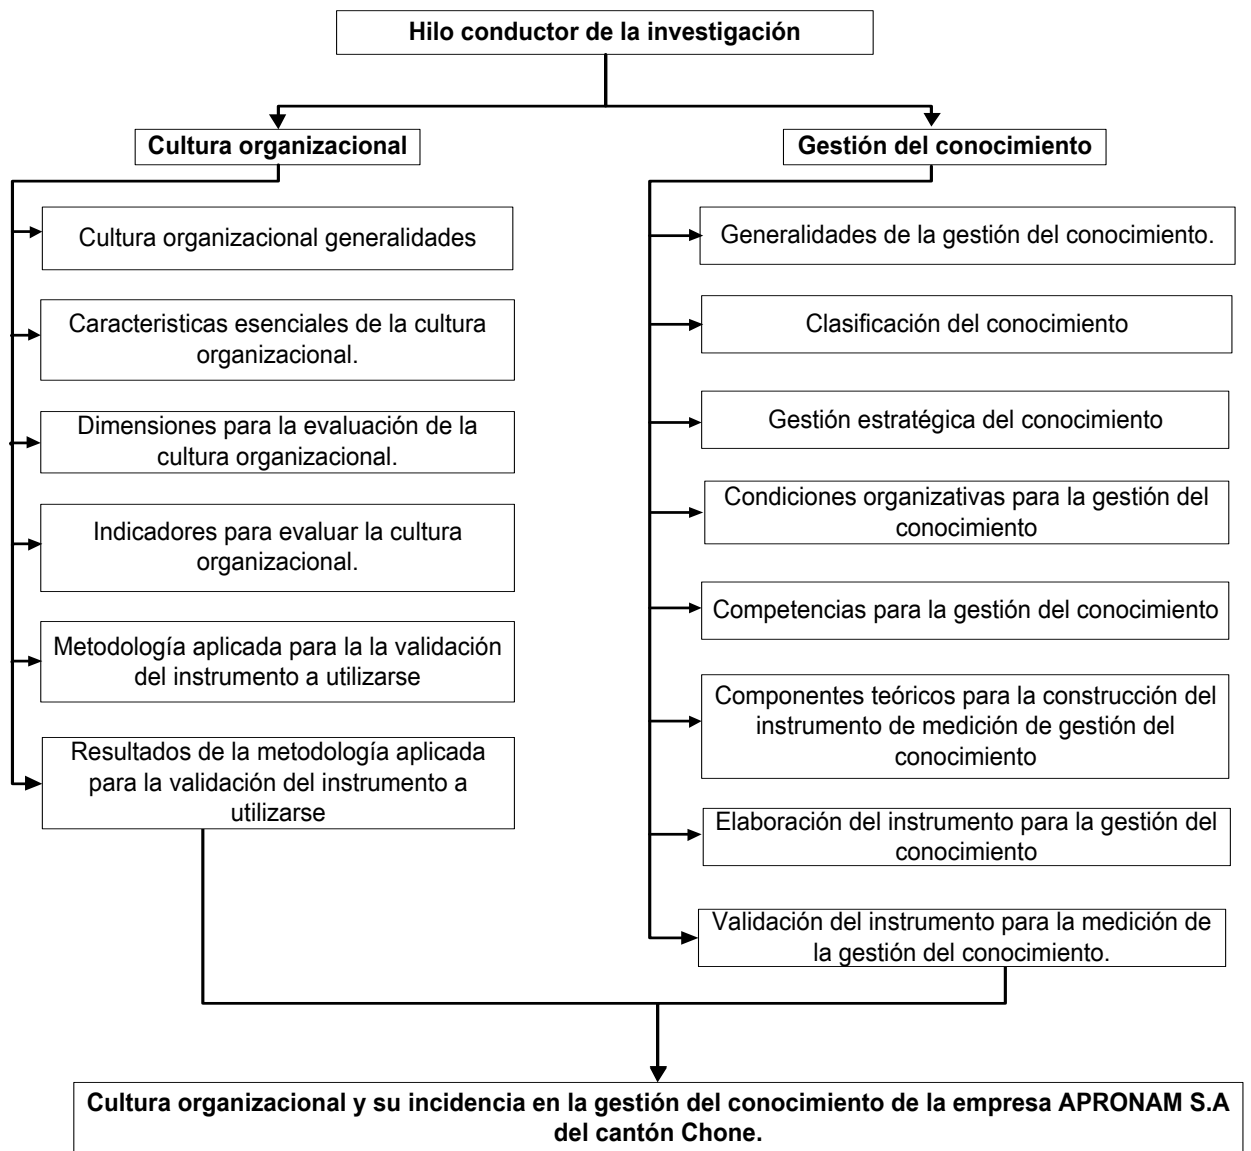 Hilo conductor de la investigación
Cultura organizacional
Cultura organizacional generalidades
Caracteristicas esenciales de la cultura
organizacional.
Dimensiones para la evaluación de la
cultura organizacional.
Indicadores para evaluar la cultura
organizacional.
Metodología aplicada para la la validación
del instrumento a utilizarse
Resultados de la metodología aplicada
para la validación del instrumento a
utilizarse
Gestión del conocimiento
Generalidades de la gestión del conocimiento.
Clasificación del conocimiento
Gestión estratégica del conocimiento
Condiciones organizativas para la gestión del
conocimiento
Competencias para la gestión del conocimiento
Componentes teóricos para la construcción del
instrumento de medición de gestión del
conocimiento
Elaboración del instrumento para la gestión del
conocimiento
Validación del instrumento para la medición de
la gestión del conocimiento.
Cultura organizacional y su incidencia en la gestión del conocimiento de la empresa APRONAM S.A
del cantón Chone.